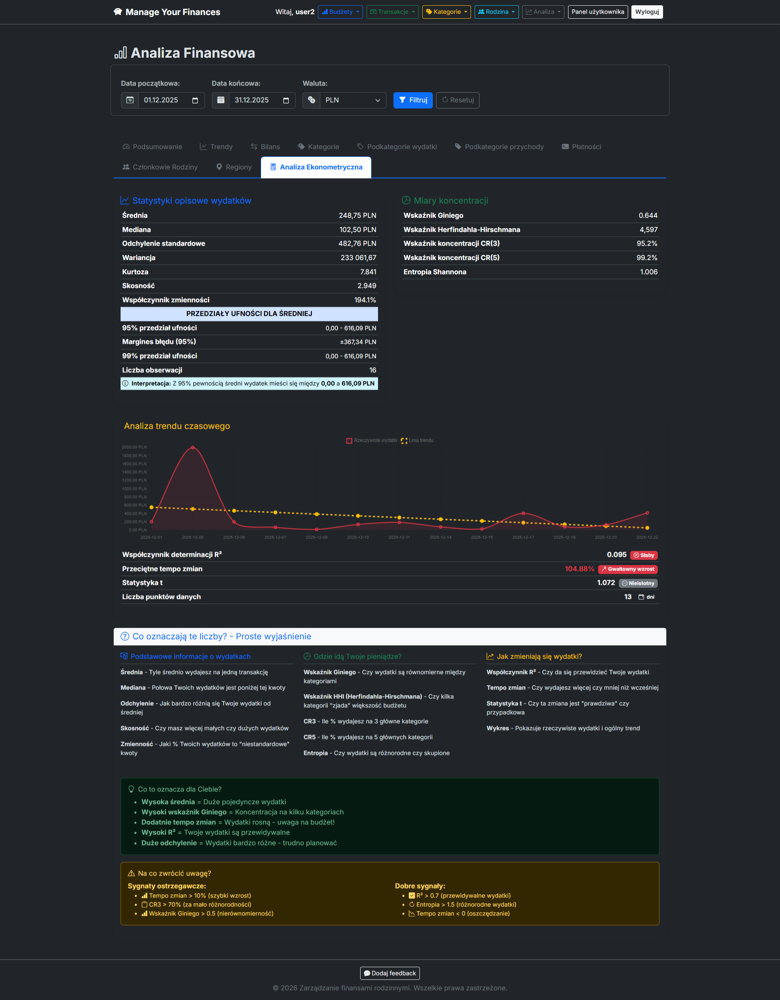 Manage Your Finances
Witaj, user2
Budżety
Transakcje
Kategorie
Rodzina
Analiza
Panel użytkownika
Wyloguj
Analiza Finansowa
Data początkowa:
Data końcowa:
Waluta:
01.12.2025
31.12.2025
PLN
Filtruj
Resetuj
Podsumowanie
Trendy
Bilans
Kategorie
Podkategorie wydatki
Podkategorie przychody
Płatności
Członkowie Rodziny
Regiony
Analiza Ekonometryczna
Statystyki opisowe wydatków
Średnia 248,75 PLN
Mediana 102,50 PLN
Odchylenie standardowe 482,76 PLN
Wariancja 233 061,67
Kurtoza 7.841
Skosność 2.949
Współczynnik zmienności 194.1%
PRZEDZIAŁY UFNOŚCI DLA ŚREDNIEJ
95% przedział ufności 0,00 - 616,09 PLN
Margines błędu (95%) ±367,34 PLN
99% przedział ufności 0,00 - 616,09 PLN
Liczba obserwacji 16
Interpretacja: Z 95% pewnością średni wydatek mieści się między 0,00 a 616,09 PLN
Miary koncentracji
Wskaźnik Giniego 0.644
Wskaźnik Herfindahla-Hirschmana 4,597
Wskaźnik koncentracji CR(3) 95.2%
Wskaźnik koncentracji CR(5) 99.2%
Entropia Shannona 1.006
Analiza trendu czasowego
Rzeczywiste wydatki Linia trendu
2000.00 PLN
1800.00 PLN
1600.00 PLN
1400.00 PLN
1200.00 PLN
1000.00 PLN
800.00 PLN
600.00 PLN
400.00 PLN
200.00 PLN
0.00 PLN
2025-12-01 2025-12-05 2025-12-06 2025-12-07 2025-12-08 2025-12-10 2025-12-11 2025-12-14 2025-12-15 2025-12-17 2025-12-19 2025-12-20 2025-12-22
Współczynnik determinacji R² 0.095 Słaby
Przeciętne tempo zmian 104.88% Gwałtowny wzrost
Statystyka t 1.072 Nieistotny
Liczba punktów danych 13 dni
Co oznaczają te liczby? - Proste wyjaśnienie
Podstawowe informacje o wydatkach
Średnia - Tyle średnio wydajesz na jedną transakcję
Mediana - Połowa Twoich wydatków jest poniżej tej kwoty
Odchylenie - Jak bardzo różnią się Twoje wydatki od
średniej
Skosność - Czy masz więcej małych czy dużych wydatków
Zmienność - Jaki % Twoich wydatków to "niestandardowe"
kwoty
Gdzie idą Twoje pieniądze?
Wskaźnik Giniego - Czy wydatki są równomierne między
kategoriami
Wskaźnik HHI (Herfindahla-Hirschmana) - Czy kilka
kategorii "zjada" większość budżetu
CR3 - Ile % wydajesz na 3 główne kategorie
CR5 - Ile % wydajesz na 5 głównych kategorii
Entropia - Czy wydatki są różnorodne czy skupione
Jak zmieniają się wydatki?
Współczynnik R² - Czy da się przewidzieć Twoje wydatki
Tempo zmian - Czy wydajesz więcej czy mniej niż wcześniej
Statystyka t - Czy ta zmiana jest "prawdziwa" czy
przypadkowa
Wykres - Pokazuje rzeczywiste wydatki i ogólny trend
Co to oznacza dla Ciebie?
Wysoka średnia = Duże pojedyncze wydatki
Wysoki wskaźnik Giniego = Koncentracja na kilku kategoriach
Dodatnie tempo zmian = Wydatki rosną - uwaga na budżet!
Wysoki R² = Twoje wydatki są przewidywalne
Duże odchylenie = Wydatki bardzo różne - trudno planować
Na co zwrócić uwagę?
Sygnały ostrzegawcze:
Tempo zmian > 10% (szybki wzrost)
CR3 > 70% (za mało różnorodności)
Wskaźnik Giniego > 0.5 (nierównomierność)
Dobre sygnały:
R² > 0.7 (przewidywalne wydatki)
Entropia > 1.5 (różnorodne wydatki)
Tempo zmian < 0 (oszczędzanie)
Dodaj feedback
© 2026 Zarządzanie finansami rodzinnymi. Wszelkie prawa zastrzeżone.